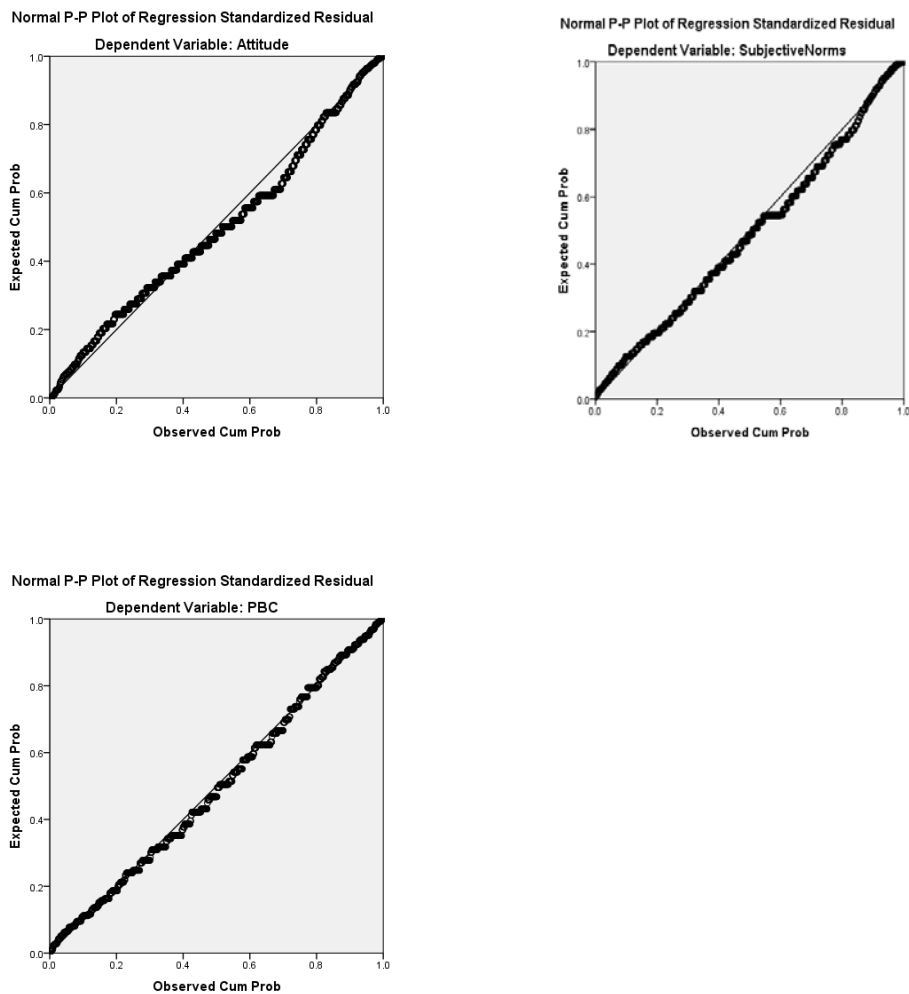 Normal P-P Plot of Regression Standardized Residual
Dependent Variable: Attitude
1.0
0.8
0.6
0.4
0.2
0.0
Expected Cum Prob
0.0 0.2 0.4 0.6 0.8 1.0
Observed Cum Prob
Normal P-P Plot of Regression Standardized Residual
Dependent Variable: SubjectiveNorms
1.0
0.8
0.6
0.4
0.2
0.0
Expected Cum Prob
0.0 0.2 0.4 0.6 0.8 1.0
Observed Cum Prob
Normal P-P Plot of Regression Standardized Residual
Dependent Variable: PBC
1.0
0.8
0.6
0.4
0.2
0.0
Expected Cum Prob
0.0 0.2 0.4 0.6 0.8 1.0
Observed Cum Prob